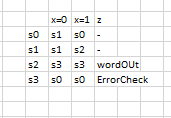 x=0 x=1 z
s0 s1 s0 -
s1 s1 s2 -
s2 s3 s3 wordOUt
s3 s0 s0 ErrorCheck